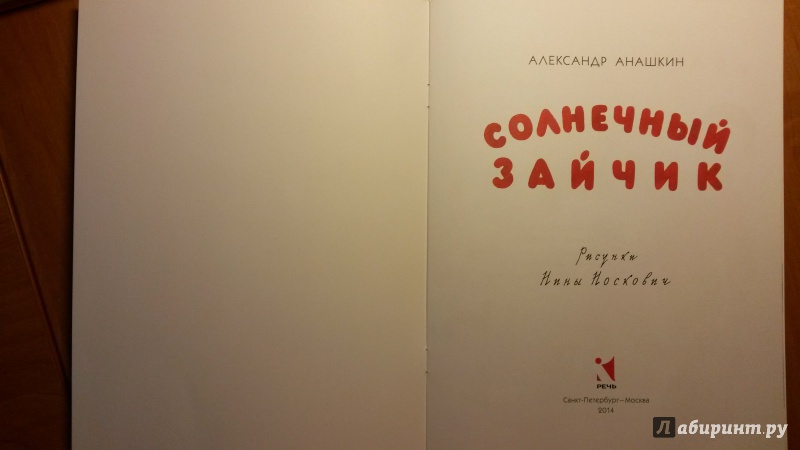 АЛЕКСАНДР АНАШКИН
СОЛНЕЧНЫЙ
ЗАЙЧИК
Рисунки
Нины Носкович
РЕЧЬ
Санкт-Петербург—Москва
2014
Лабиринт.ру